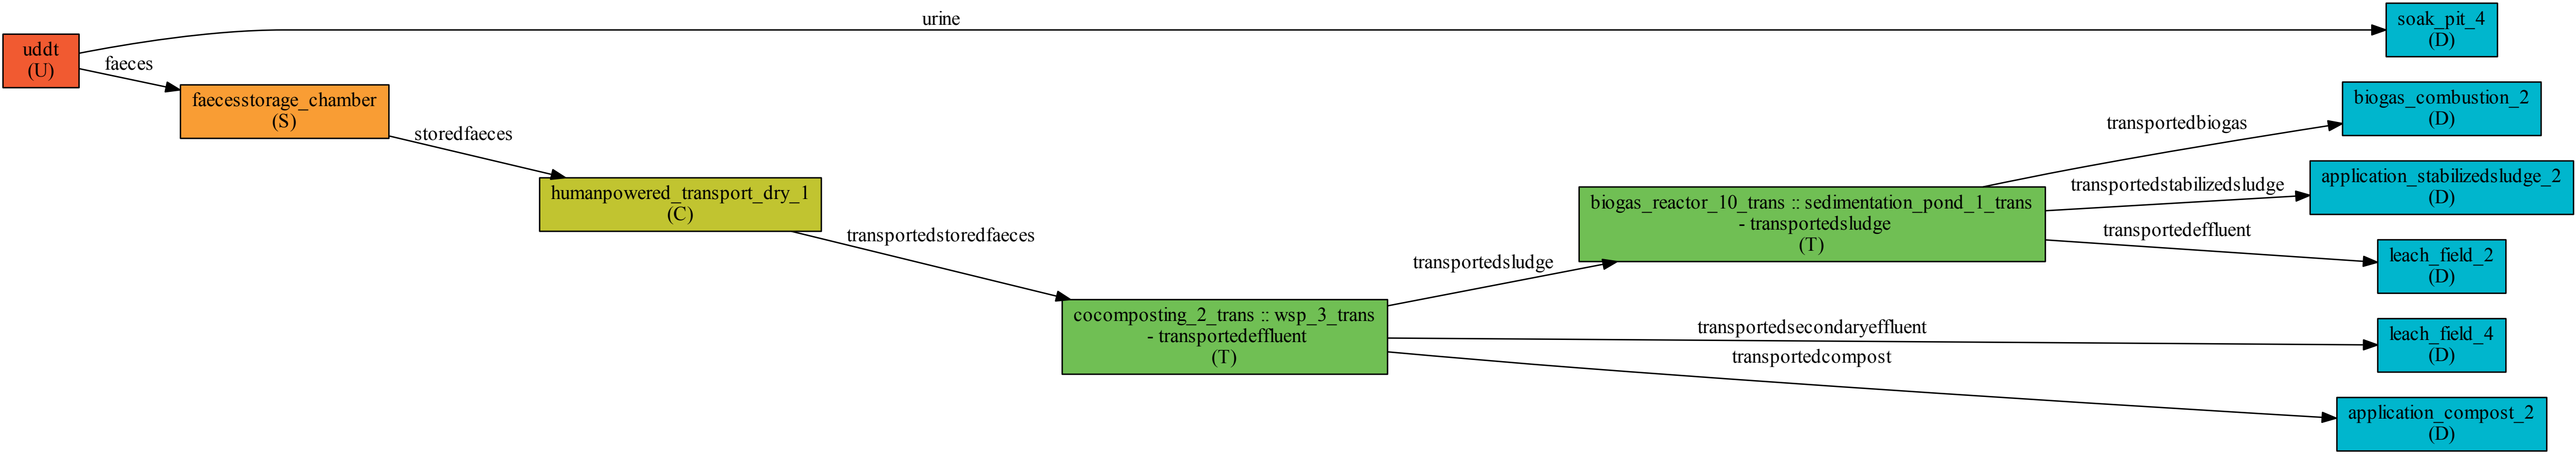 uddt
(U)
urine
faeces
faecesstorage_chamber
(S)
storedfaeces
humanpowered_transport_dry_1
(C)
transportedstoredfaeces
cocomposting_2_trans :: wsp_3_trans
- transportedeffluent
(T)
transportedsludge
transportedsecondaryeffluent
transportedcompost
biogas_reactor_10_trans :: sedimentation_pond_1_trans
- transportedsludge
(T)
transportedbiogas
transportedstabilizedsludge
transportedeffluent
soak_pit_4
(D)
biogas_combustion_2
(D)
application_stabilizedsludge_2
(D)
leach_field_2
(D)
leach_field_4
(D)
application_compost_2
(D)